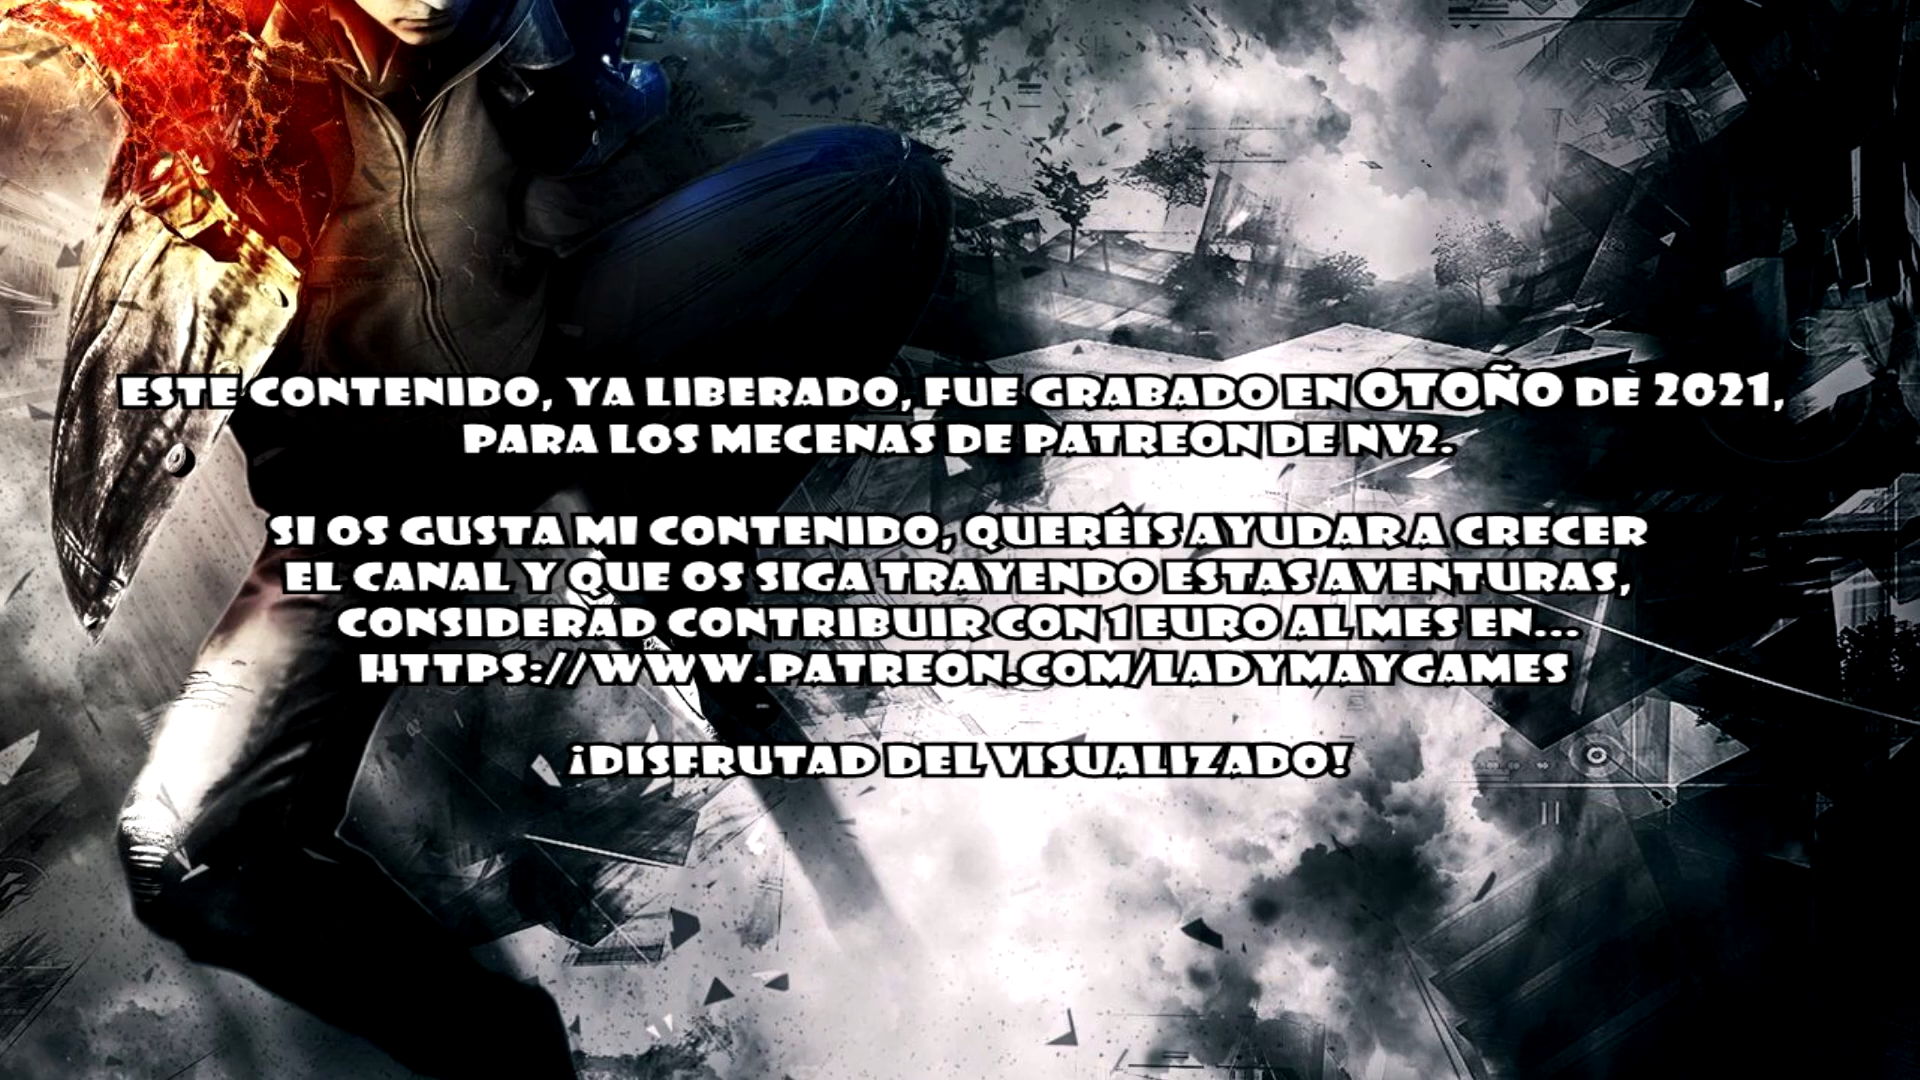 ESTE CONTENIDO, YA LIBERADO, FUE GRABADO EN OTOÑO DE 2021,
PARA LOS MECENAS DE PATREON DE NV2.
SI OS GUSTA MI CONTENIDO, QUERÉIS AYUDAR A CRECER
EL CANAL Y QUE OS SIGA TRAYENDO ESTAS AVENTURAS,
CONSIDERAD CONTRIBUIR CON 1 EURO AL MES EN...
HTTPS://WWW.PATREON.COM/LADYMAYGAMES
¡DISFRUTAD DEL VISUALIZADO!